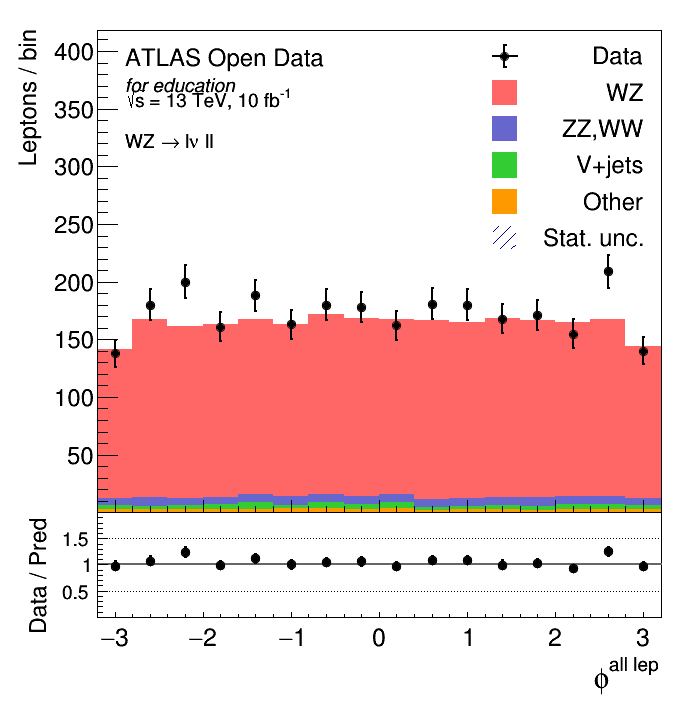 Leptons / bin
400
350
300
250
200
150
100
50
ATLAS Open Data
for education
√s = 13 TeV, 10 fb-1
WZ → lν ll
Data
WZ
ZZ,WW
V+jets
Other
Stat. unc.
Data / Pred
1.5
1
0.5
−3 −2 −1 0 1 2 3
ϕall lep